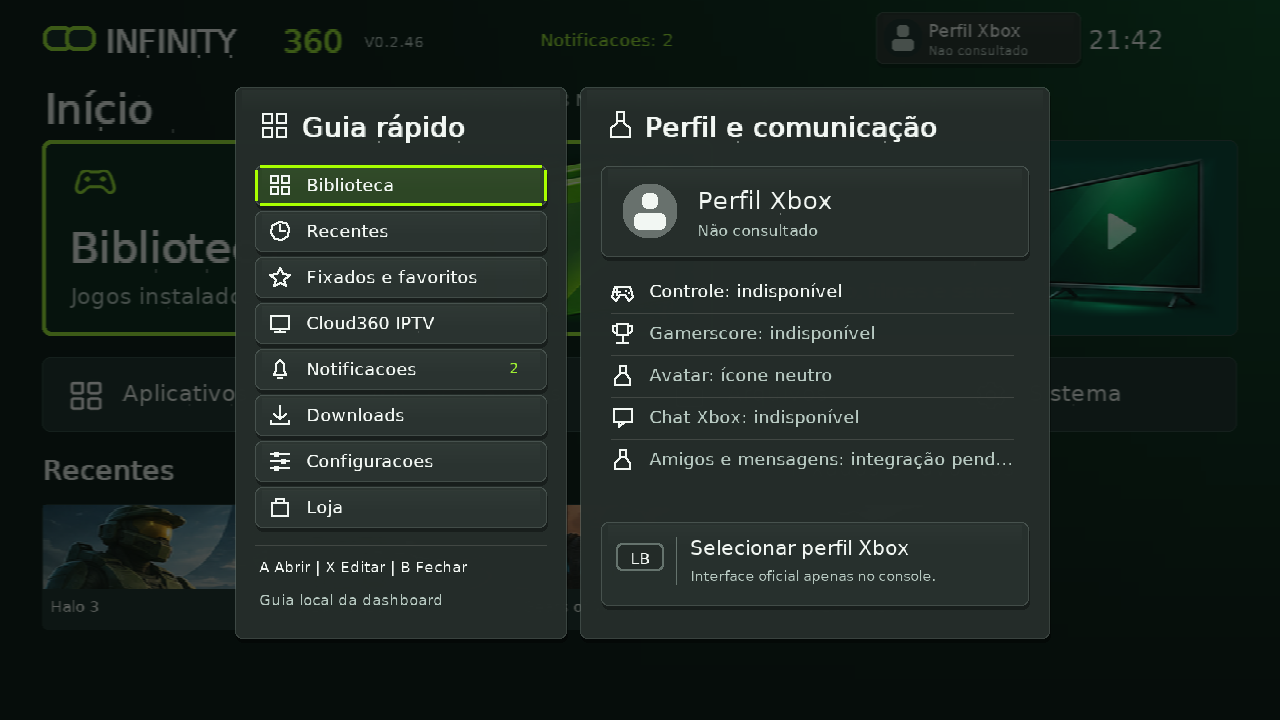 INFINITY 360 V0.2.46 Notificacoes: 2
Perfil Xbox
Nao consultado
21:42
Início
Jogos
Aplicativo
stema
Recentes
Halo 3
Guia rápido
Biblioteca
Recentes
Fixados e favoritos
Cloud360 IPTV
Notificacoes 2
Downloads
Configuracoes
Loja
A Abrir | X Editar | B Fechar
Guia local da dashboard
Perfil e comunicação
Perfil Xbox
Não consultado
Controle: indisponível
Gamerscore: indisponível
Avatar: ícone neutro
Chat Xbox: indisponível
Amigos e mensagens: integração pend...
LB
Selecionar perfil Xbox
Interface oficial apenas no console.